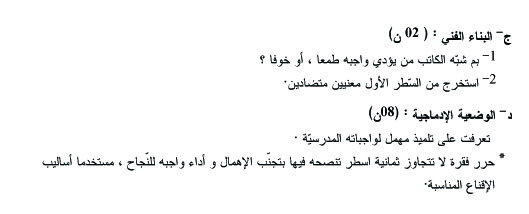 ج- البناء الفني : ( 02 ن)
1- بم شبّه الكاتب من يؤدي واجبه طمعا ، أو خوفا ؟
2- استخرج من السّطر الأول معنيين متضادين.
د- الوضعية الإدماجية : (08ن)
تعرفت على تلميذ مهمل لواجباته المدرسيّة .
* حرر فقرة لا تتجاوز ثمانية اسطر تنصحه فيها بتجنّب الإهمال و أداء واجبه للنّجاح ، مستخدما أساليب
الإقناع المناسبة.